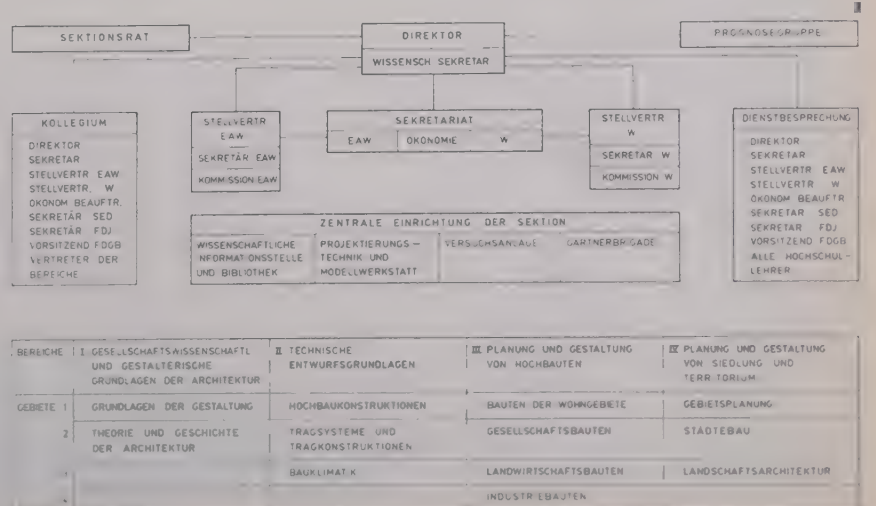 SEKTIONSRAT
DIREKTOR
WISSENSCH SEKRETAR
PROGNOSEGRUPPE
KOLLEGIUM
DIREKTOR
SEKRETAR
STELLVERTR EAW
STELLVERTR. W
ÖKONOM BEAUFTR.
SEKRETÄR SED
SEKRETÄR FDJ
VORSITZEND FDGB
VERTRETER DER
BEREICHE
STELLVERTR
EAW
SEKRETÄR EAW
KOMMISSION EAW
SEKRETARIAT
EAW ÖKONOMIE W
STELLVERTR
W
SEKRETAR W
KOMMISSION W
DIENSTBESPRECHUNG
DIREKTOR
SEKRETAR
STELLVERTR EAW
STELLVERTR W
ÖKONOM BEAUFTR
SEKRETAR SED
SEKRETAR FDJ
VORSITZEND FDGB
ALLE HOCHSCHUL-
LEHRER
ZENTRALE EINRICHTUNG DER SEKTION
WISSENSCHAFTLICHE
INFORMATIONSSTELLE
UND BIBLIOTHEK
PROJEKTIERUNGS-
TECHNIK UND
MODELLWERKSTATT
VERSUCHSANLAGE
GARTNERBRIGADE
BEREICHE
I GESELLSCHAFTSWISSENSCHAFTL
UND GESTALTERISCHE
GRUNDLAGEN DER ARCHITEKTUR
II TECHNISCHE
ENTWURFSGRUNDLAGEN
III PLANUNG UND GESTALTUNG
VON HOCHBAUTEN
IV PLANUNG UND GESTALTUNG
VON SIEDLUNG UND
TERRITORIUM
GEBIETE 1 GRUNDLAGEN DER GESTALTUNG HOCHBAUKONSTRUKTIONEN BAUTEN DER WOHNGEBIETE GEBIETSPLANUNG
2 THEORIE UND GESCHICHTE
DER ARCHITEKTUR
TRAGSYSTEME UND
TRAGKONSTRUKTIONEN
GESELLSCHAFTSBAUTEN
STADTEBAU
BAUKLIMATIK LANDWIRTSCHAFTSBAUTEN LANDSCHAFTSARCHITEKTUR
INDUSTRIEBAUTEN